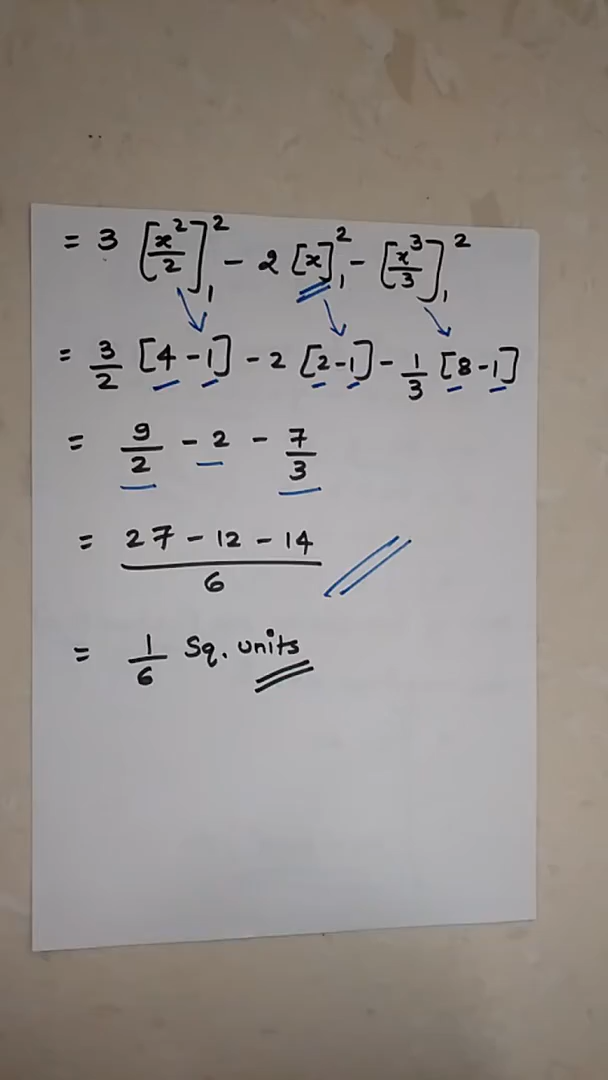 = 3 [x²/2]₁² - 2 [x]₁² - [x³/3]₁²
= 3/2 [4-1] - 2 [2-1] - 1/3 [8-1]
= 9/2 - 2 - 7/3
= 27 - 12 - 14 / 6
= 1/6 Sq. units